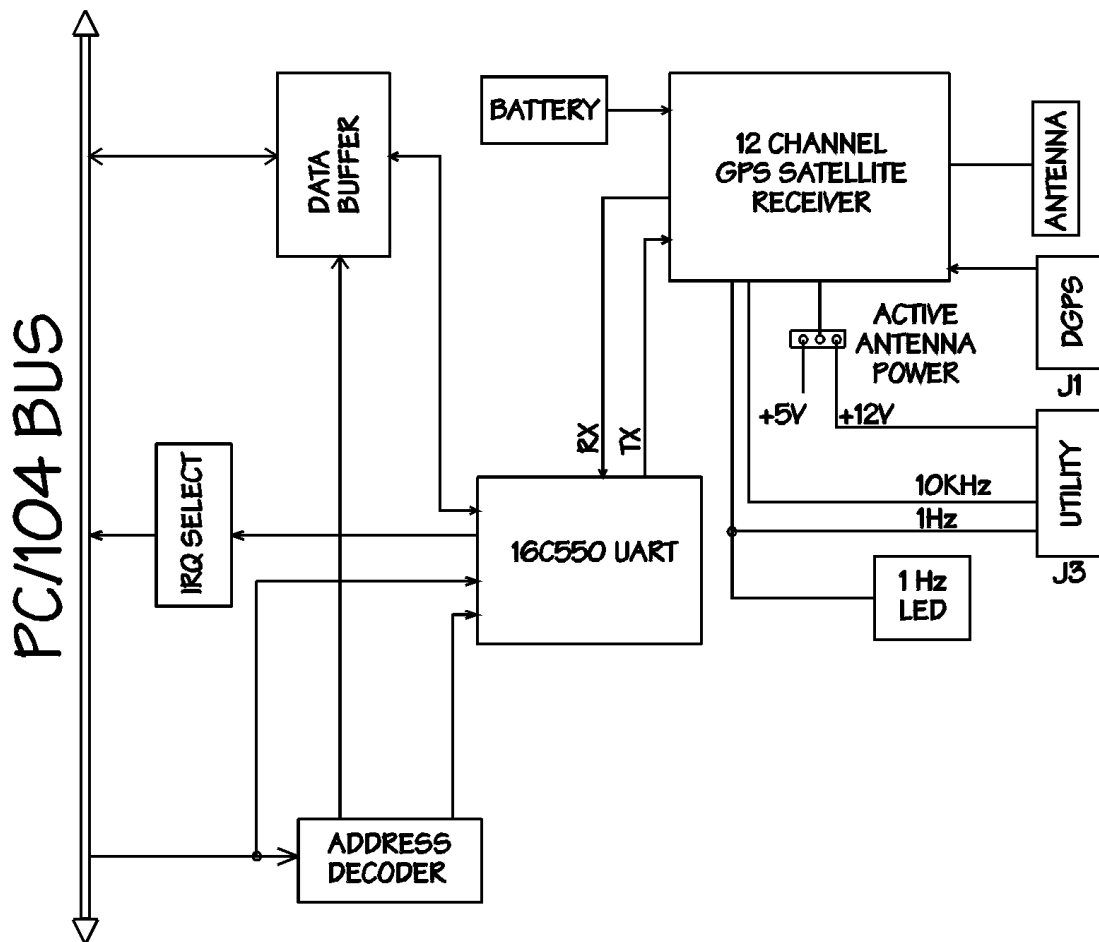 PC/104 BUS
DATA
BUFFER
BATTERY
12 CHANNEL
GPS SATELLITE
RECEIVER
ANTENNA
DGPS
J1
ACTIVE
ANTENNA
POWER
+5V
+12V
RX
TX
UTILITY
J3
10KHz
1Hz
IRQ SELECT
16C550 UART
1 Hz
LED
ADDRESS
DECODER